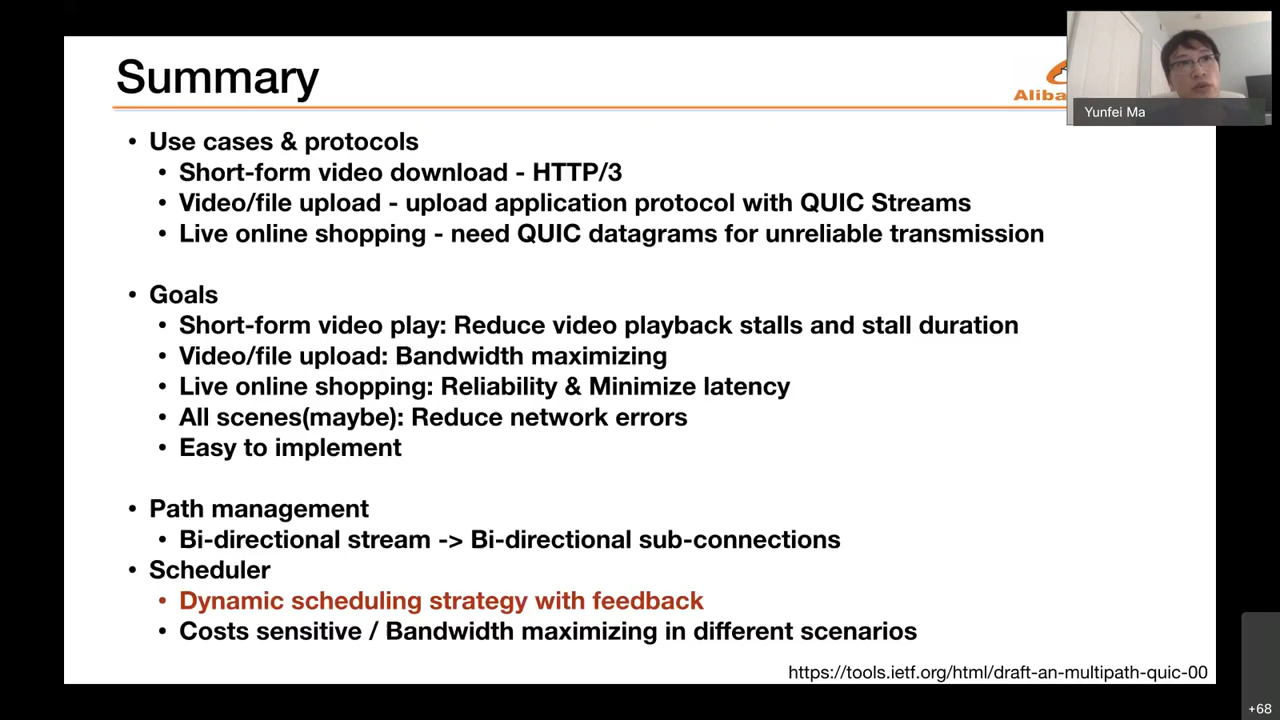 Summary
Aliba
Yunfei Ma
• Use cases & protocols
• Short-form video download - HTTP/3
• Video/file upload - upload application protocol with QUIC Streams
• Live online shopping - need QUIC datagrams for unreliable transmission
• Goals
• Short-form video play: Reduce video playback stalls and stall duration
• Video/file upload: Bandwidth maximizing
• Live online shopping: Reliability & Minimize latency
• All scenes(maybe): Reduce network errors
• Easy to implement
• Path management
• Bi-directional stream -> Bi-directional sub-connections
• Scheduler
• Dynamic scheduling strategy with feedback
• Costs sensitive / Bandwidth maximizing in different scenarios
https://tools.ietf.org/html/draft-an-multipath-quic-00
+68